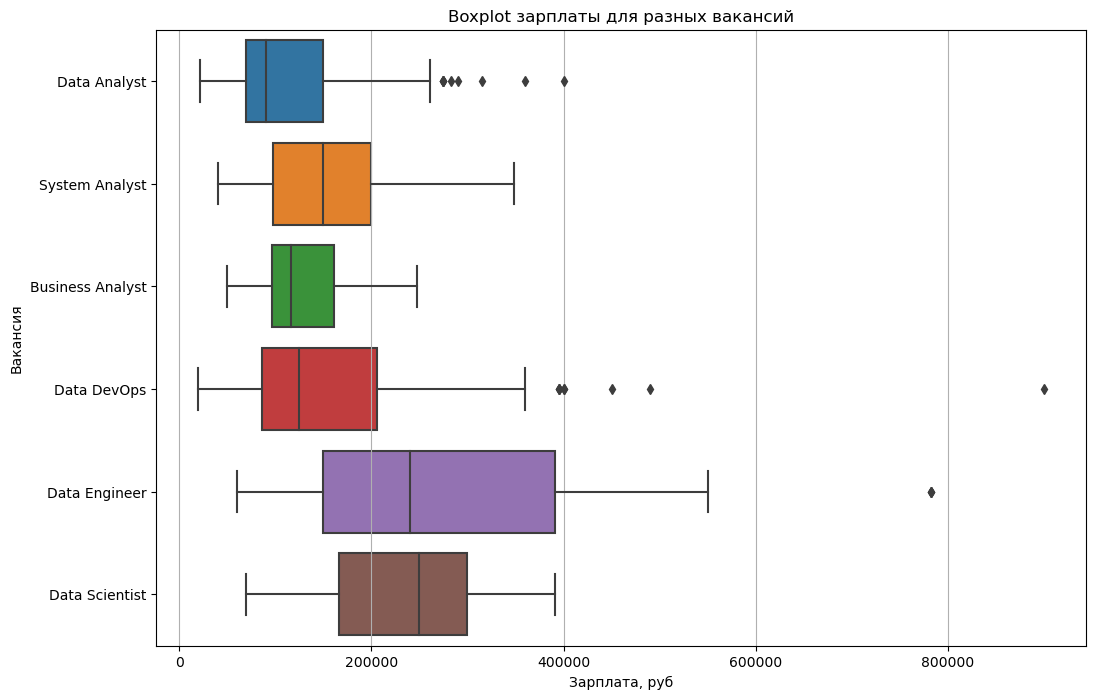 Boxplot зарплаты для разных вакансий
Вакансия
Data Analyst
System Analyst
Business Analyst
Data DevOps
Data Engineer
Data Scientist
0
200000
400000
600000
800000
Зарплата, руб